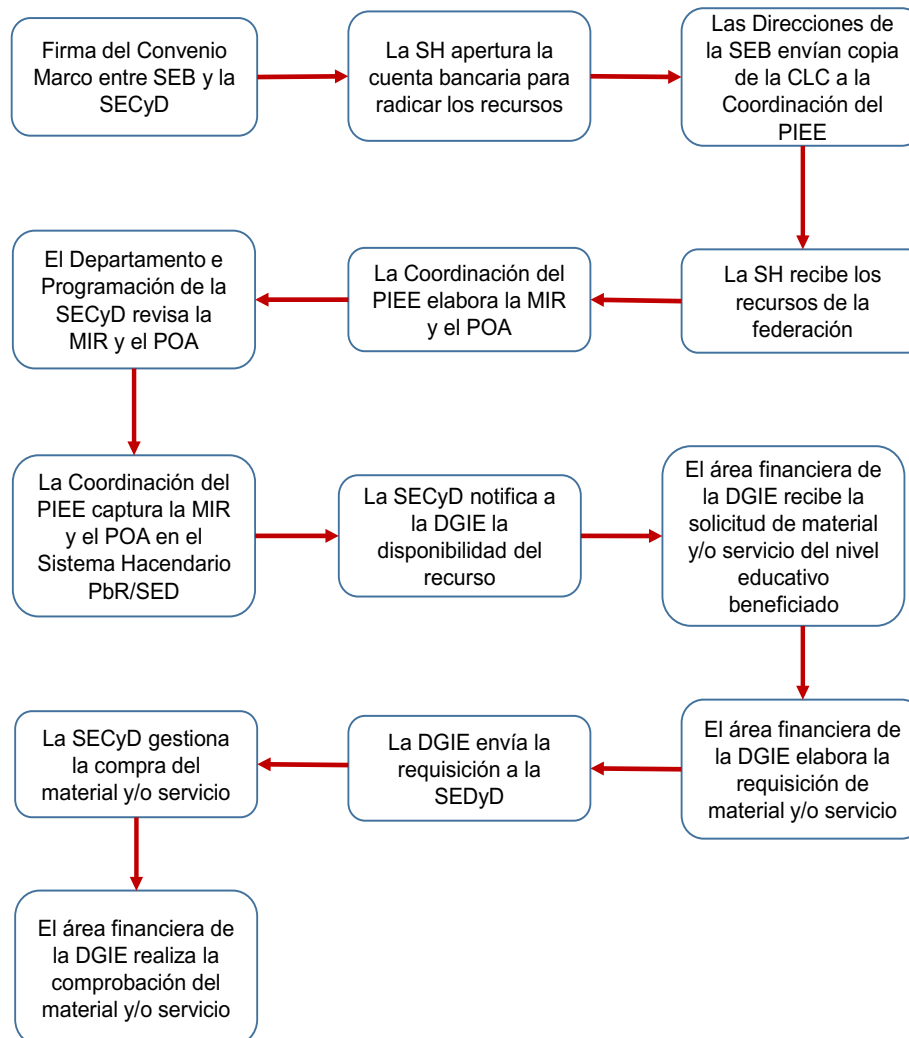 Firma del Convenio
Marco entre SEB y la
SECyD
La SH apertura la
cuenta bancaria para
radicar los recursos
Las Direcciones de
la SEB envían copia
de la CLC a la
Coordinación del
PIEE
La SH recibe los
recursos de la
federación
La Coordinación del
PIEE elabora la MIR
y el POA
El Departamento e
Programación de la
SECyD revisa la
MIR y el POA
La Coordinación del
PIEE captura la MIR
y el POA en el
Sistema Hacendario
PbR/SED
La SECyD notifica a
la DGIE la
disponibilidad del
recurso
El área financiera de
la DGIE recibe la
solicitud de material
y/o servicio del nivel
educativo
beneficiado
El área financiera de
la DGIE elabora la
requisición de
material y/o servicio
La DGIE envía la
requisición a la
SEDyD
La SECyD gestiona
la compra del
material y/o servicio
El área financiera de
la DGIE realiza la
comprobación del
material y/o servicio